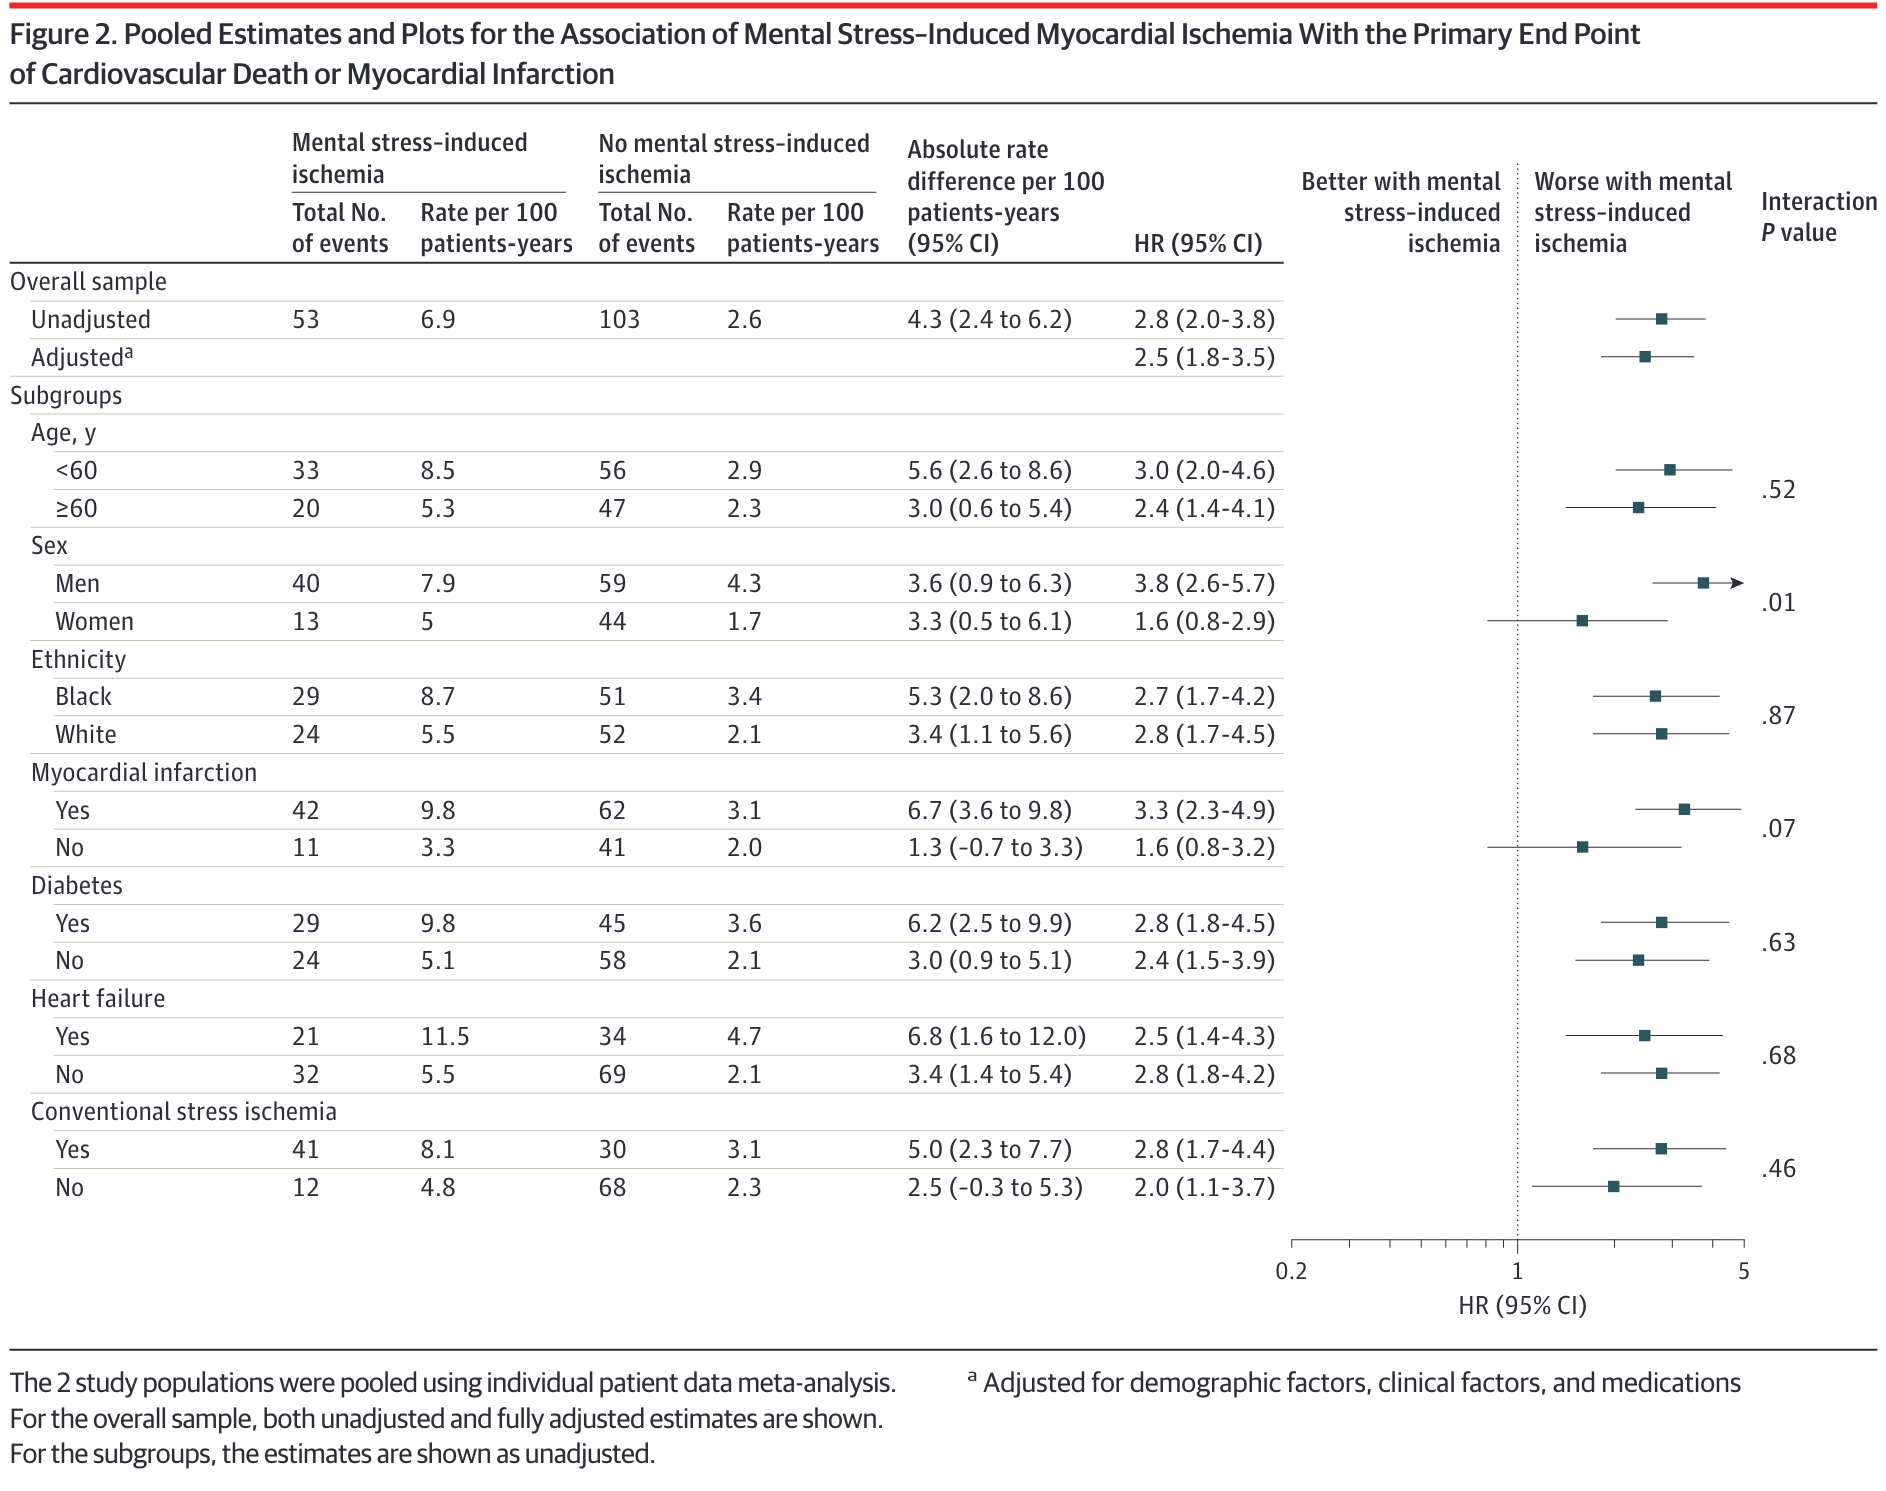 Figure 2. Pooled Estimates and Plots for the Association of Mental Stress–Induced Myocardial Ischemia With the Primary End Point
of Cardiovascular Death or Myocardial Infarction
Mental stress–induced
ischemia
No mental stress–induced
ischemia
Total No.
of events
Rate per 100
patients-years
Total No.
of events
Rate per 100
patients-years
Absolute rate
difference per 100
patients-years
(95% CI)
HR (95% CI)
Better with mental
stress-induced
ischemia
Worse with mental
stress-induced
ischemia
Interaction
P value
Overall sample
Unadjusted 53 6.9 103 2.6 4.3 (2.4 to 6.2) 2.8 (2.0-3.8)
Adjustedᵃ 2.5 (1.8-3.5)
Subgroups
Age, y
<60 33 8.5 56 2.9 5.6 (2.6 to 8.6) 3.0 (2.0-4.6)
.52
≥60 20 5.3 47 2.3 3.0 (0.6 to 5.4) 2.4 (1.4-4.1)
Sex
Men 40 7.9 59 4.3 3.6 (0.9 to 6.3) 3.8 (2.6-5.7)
.01
Women 13 5 44 1.7 3.3 (0.5 to 6.1) 1.6 (0.8-2.9)
Ethnicity
Black 29 8.7 51 3.4 5.3 (2.0 to 8.6) 2.7 (1.7-4.2)
.87
White 24 5.5 52 2.1 3.4 (1.1 to 5.6) 2.8 (1.7-4.5)
Myocardial infarction
Yes 42 9.8 62 3.1 6.7 (3.6 to 9.8) 3.3 (2.3-4.9)
.07
No 11 3.3 41 2.0 1.3 (–0.7 to 3.3) 1.6 (0.8-3.2)
Diabetes
Yes 29 9.8 45 3.6 6.2 (2.5 to 9.9) 2.8 (1.8-4.5)
.63
No 24 5.1 58 2.1 3.0 (0.9 to 5.1) 2.4 (1.5-3.9)
Heart failure
Yes 21 11.5 34 4.7 6.8 (1.6 to 12.0) 2.5 (1.4-4.3)
.68
No 32 5.5 69 2.1 3.4 (1.4 to 5.4) 2.8 (1.8-4.2)
Conventional stress ischemia
Yes 41 8.1 30 3.1 5.0 (2.3 to 7.7) 2.8 (1.7-4.4)
.46
No 12 4.8 68 2.3 2.5 (–0.3 to 5.3) 2.0 (1.1-3.7)
0.2 1 5
HR (95% CI)
The 2 study populations were pooled using individual patient data meta-analysis.
For the overall sample, both unadjusted and fully adjusted estimates are shown.
For the subgroups, the estimates are shown as unadjusted.
ᵃ Adjusted for demographic factors, clinical factors, and medications